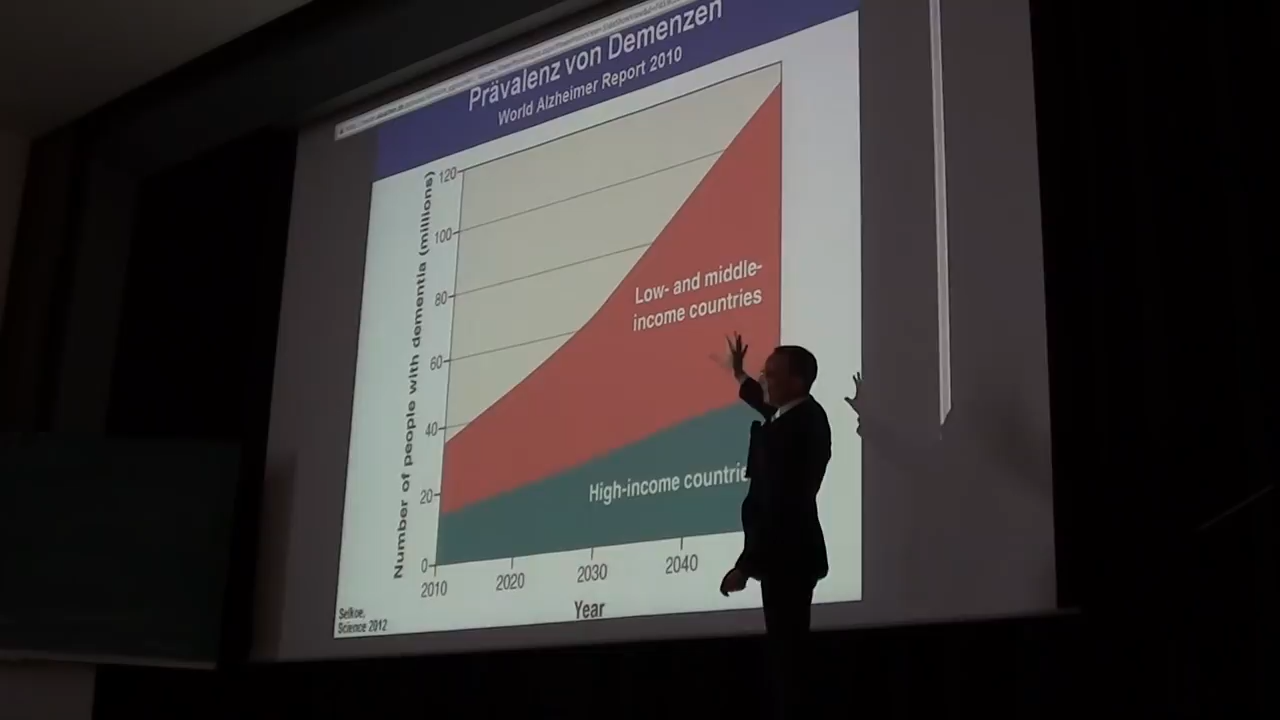 Prävalenz von Demenzen
World Alzheimer Report 2010
Number of people with dementia (millions)
120
100
80
60
40
20
0
Low- and middle-
income countries
High-income countrie
2010
2020
2030
2040
Year
Selkoe,
Science 2012